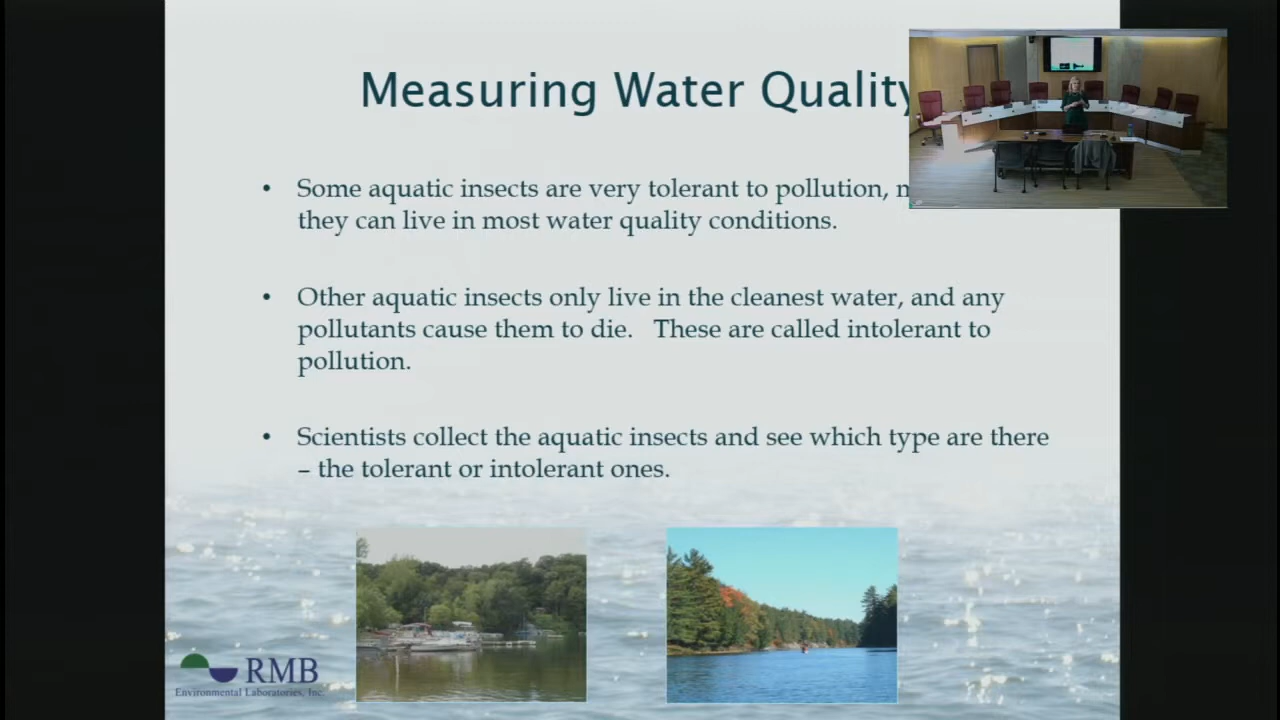 Measuring Water Quality
• Some aquatic insects are very tolerant to pollution,
they can live in most water quality conditions.
• Other aquatic insects only live in the cleanest water, and any
pollutants cause them to die. These are called intolerant to
pollution.
• Scientists collect the aquatic insects and see which type are there
– the tolerant or intolerant ones.
RMB
Environmental Laboratories, Inc.